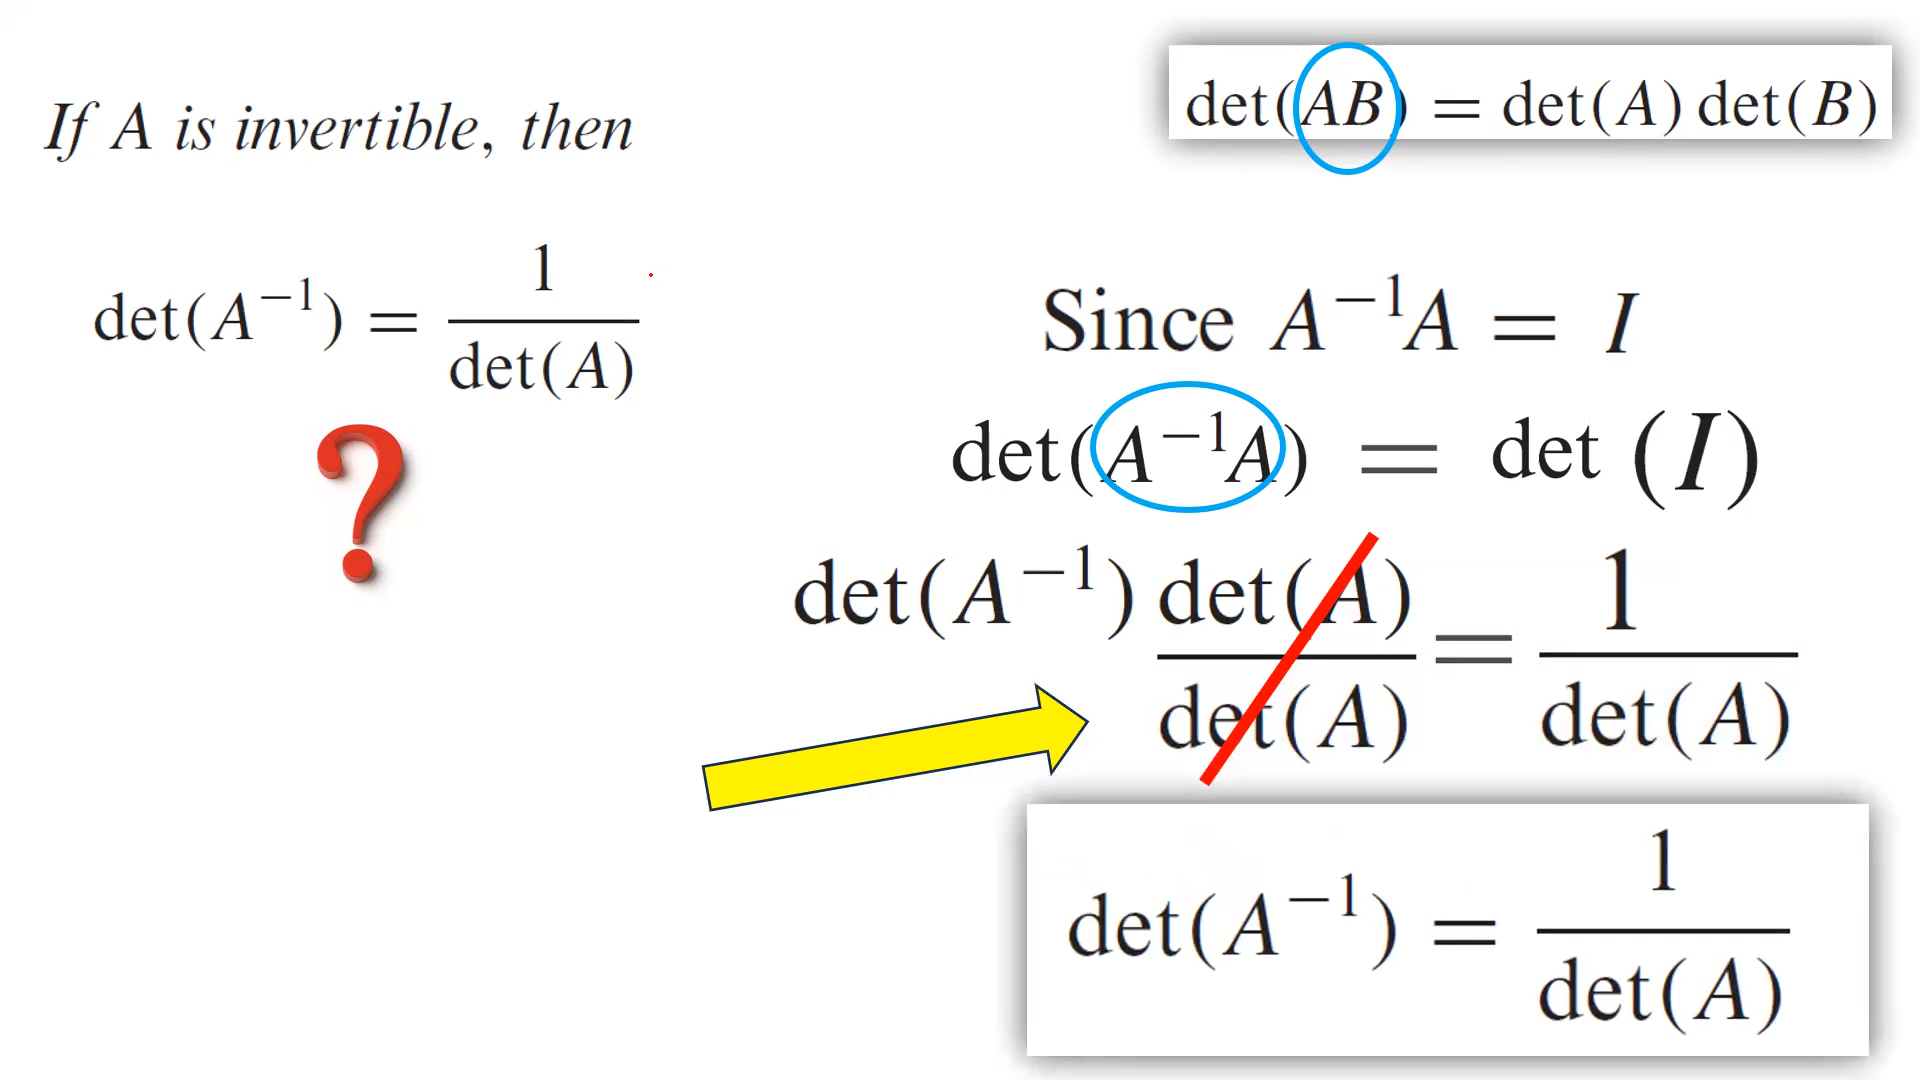 If A is invertible, then
det(A⁻¹) = 1 / det(A)
?
det(AB) = det(A) det(B)
Since A⁻¹A = I
det(A⁻¹A) = det (I)
det(A⁻¹) det(A) / det(A) = 1 / det(A)
det(A⁻¹) = 1 / det(A)